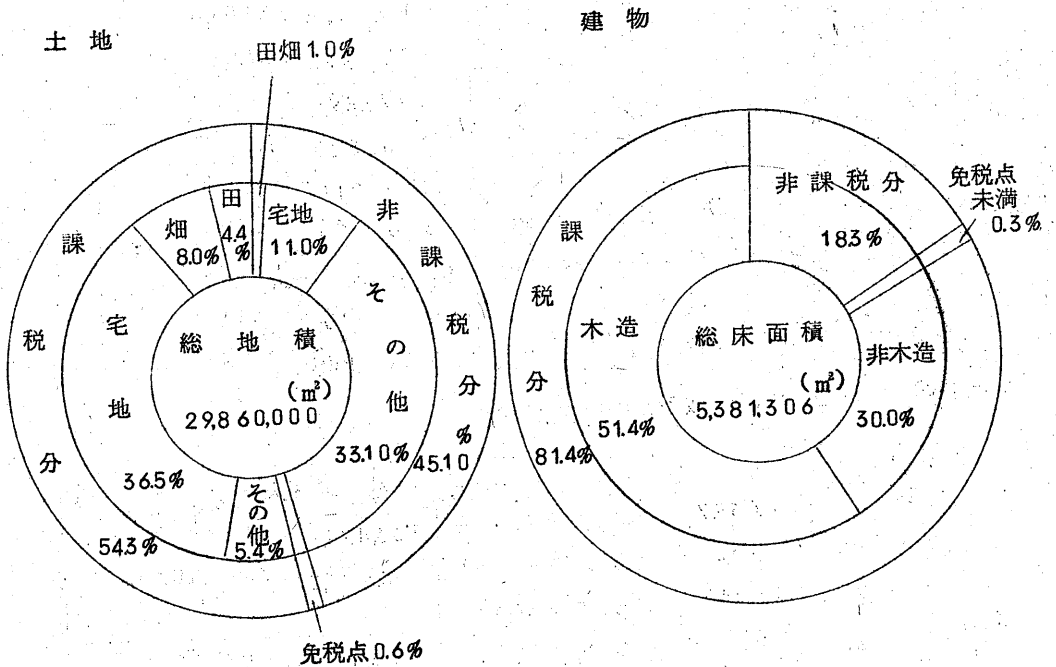 土地
田畑1.0%
課税分
54.3%
田
4.4%
畑
8.0%
宅地
36.5%
その他
5.4%
宅地
11.0%
その他
33.10%
非課税分
45.10%
総地積
(m²)
29,860,000
免税点0.6%
建物
課税分
81.4%
木造
51.4%
非課税分
18.3%
免税点
未満
0.3%
非木造
30.0%
総床面積
(m²)
5,381,306